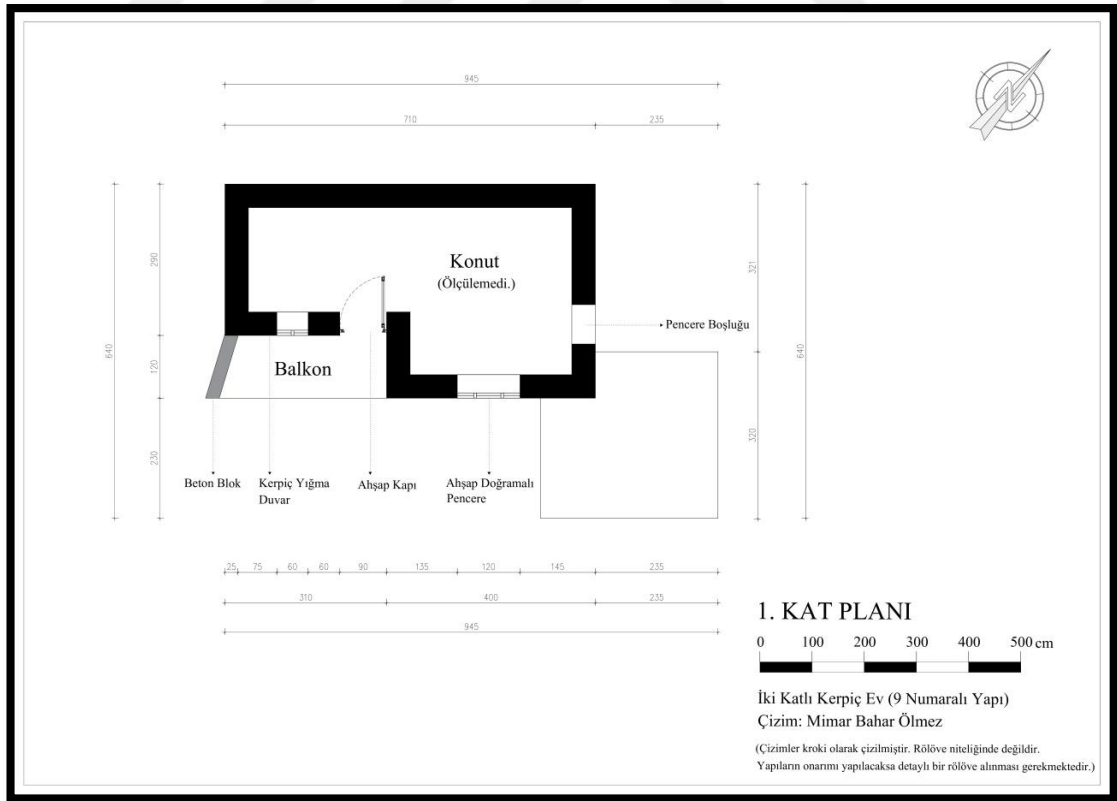 945
710 235
290
120
230
640
321
320
640
Konut
(Ölçülemedi.)
Pencere Boşluğu
Balkon
Beton Blok
Kerpiç Yığma
Duvar
Ahşap Kapı
Ahşap Doğramalı
Pencere
25 75 60 60 90 135 120 145 235
310 400 235
945
1. KAT PLANI
0 100 200 300 400 500 cm
İki Katlı Kerpiç Ev (9 Numaralı Yapı)
Çizim: Mimar Bahar Ölmez
(Çizimler kroki olarak çizilmiştir. Rölöve niteliğinde değildir.
Yapıların onarımı yapılacaksa detaylı bir rölöve alınması gerekmektedir.)